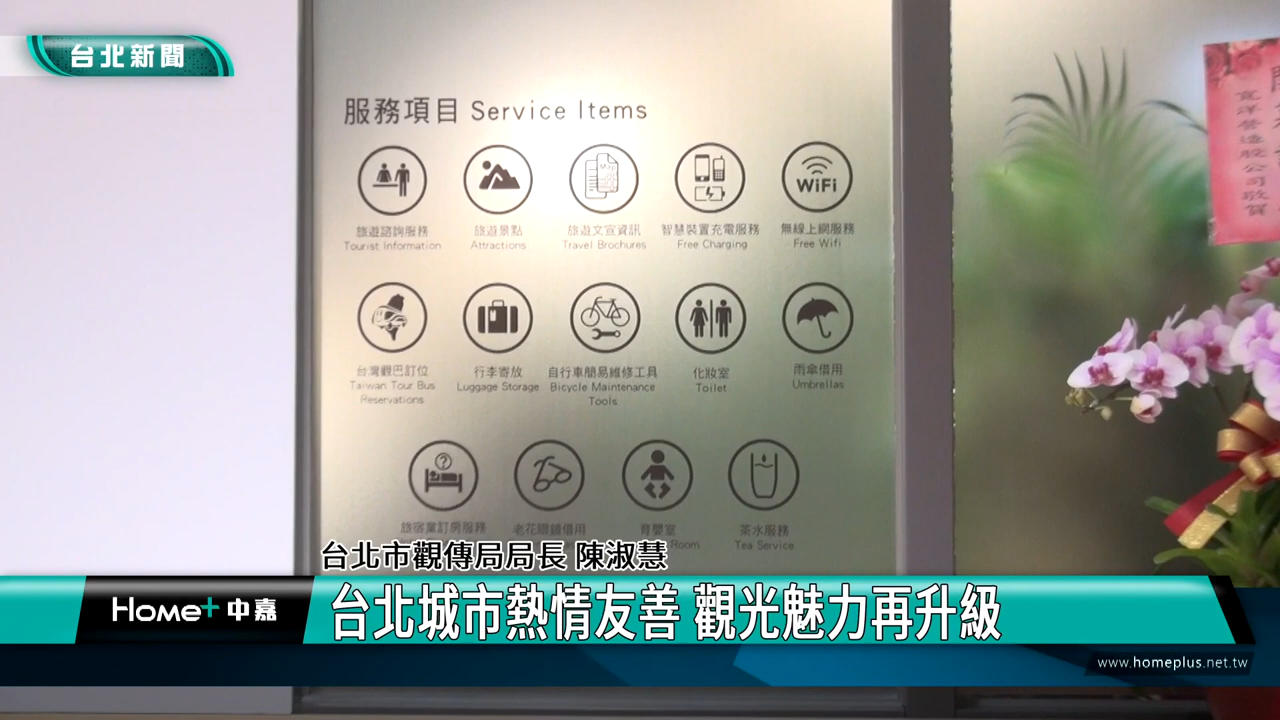 台北新聞
服務項目 Service Items
旅遊諮詢服務
Tourist Information
旅遊景點
Attractions
旅遊文宣資訊
Travel Brochures
智慧裝置充電服務
Free Charging
無線上網服務
Free Wifi
WiFi
台灣觀巴訂位
Taiwan Tour Bus
Reservations
行李寄放
Luggage Storage
自行車簡易維修工具
Bicycle Maintenance
Tools
化妝室
Toilet
雨傘借用
Umbrellas
旅宿業訂房服務
老花眼鏡借用
育嬰室
Room
茶水服務
Tea Service
公司敬賀
台北市觀傳局局長 陳淑慧
Home+ 中嘉
台北城市熱情友善 觀光魅力再升級
www.homeplus.net.tw